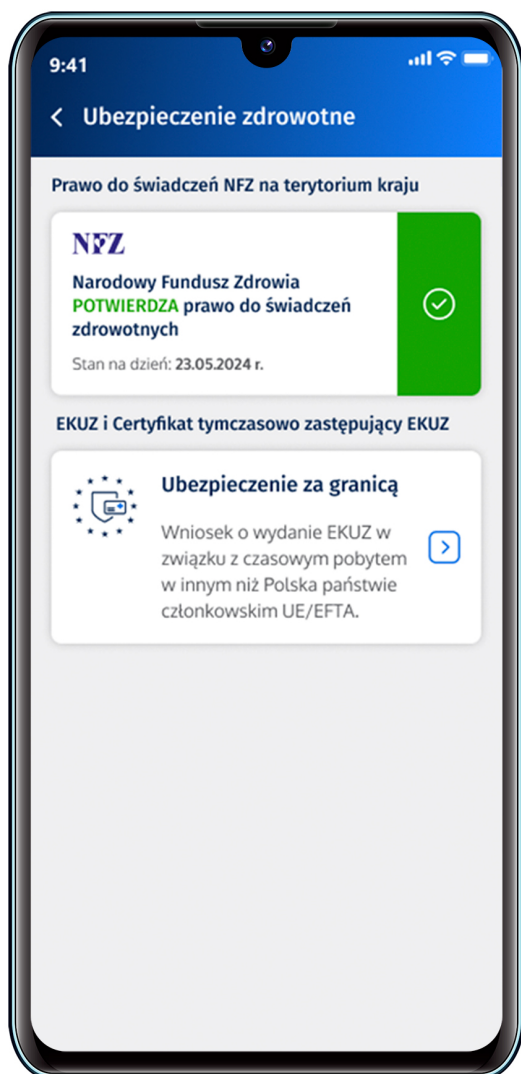 9:41
Ubezpieczenie zdrowotne
Prawo do świadczeń NFZ na terytorium kraju
NFZ
Narodowy Fundusz Zdrowia
POTWIERDZA prawo do świadczeń
zdrowotnych
Stan na dzień: 23.05.2024 r.
EKUZ i Certyfikat tymczasowo zastępujący EKUZ
Ubezpieczenie za granicą
Wniosek o wydanie EKUZ w
związku z czasowym pobytem
w innym niż Polska państwie
członkowskim UE/EFTA.